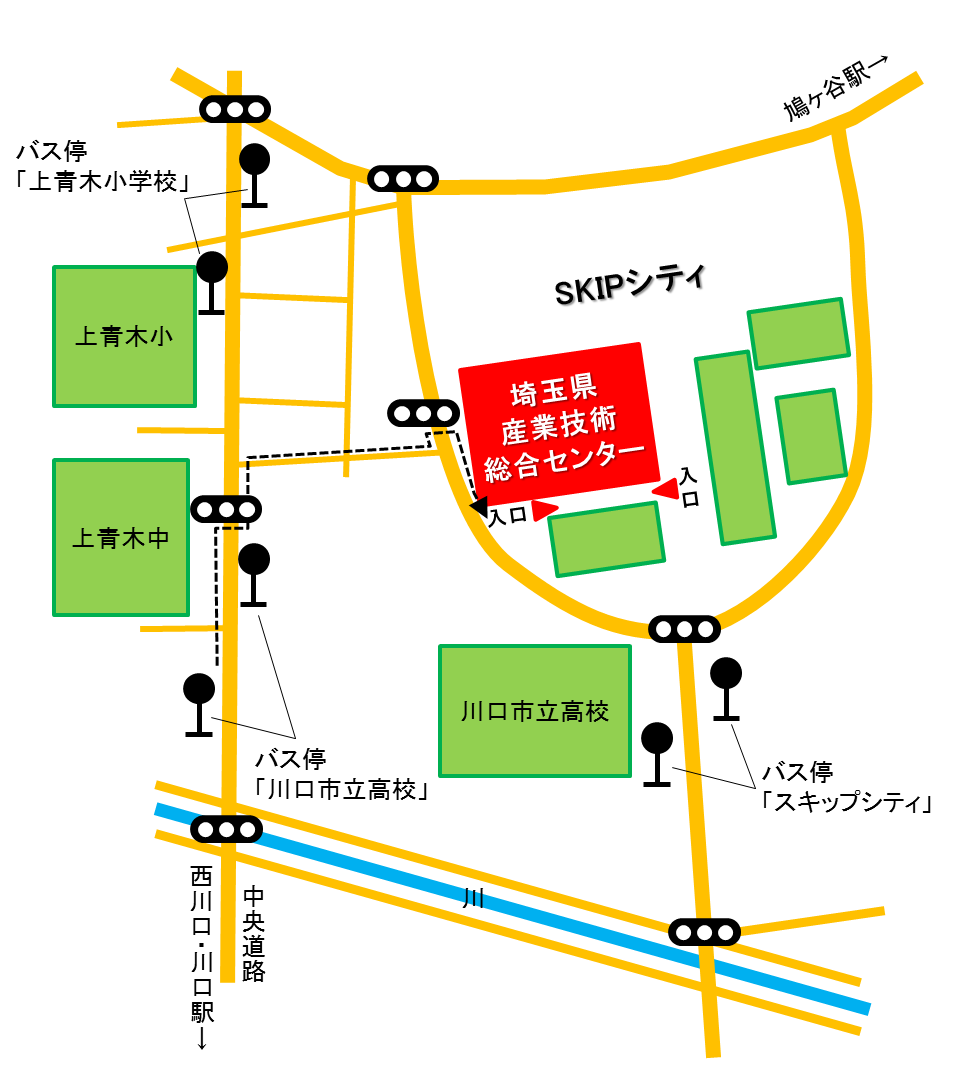 鳩ヶ谷駅→
バス停
「上青木小学校」
SKIPシティ
上青木小
埼玉県
産業技術
総合センター
入口
入口
上青木中
川口市立高校
バス停
「川口市立高校」
バス停
「スキップシティ」
川
中央道路
西川口・川口駅→